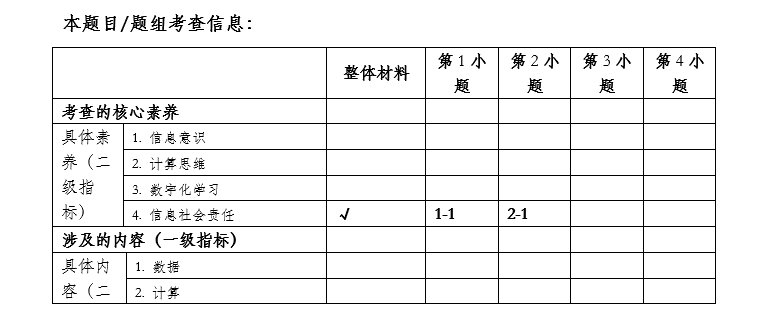 本题目/题组考查信息：
整体材料 第 1 小题 第 2 小题 第 3 小题 第 4 小题
考查的核心素养
具体素养（二级指标）
1. 信息意识
2. 计算思维
3. 数字化学习
4. 信息社会责任 √ 1-1 2-1
涉及的内容（一级指标）
具体内容（二
1. 数据
2. 计算